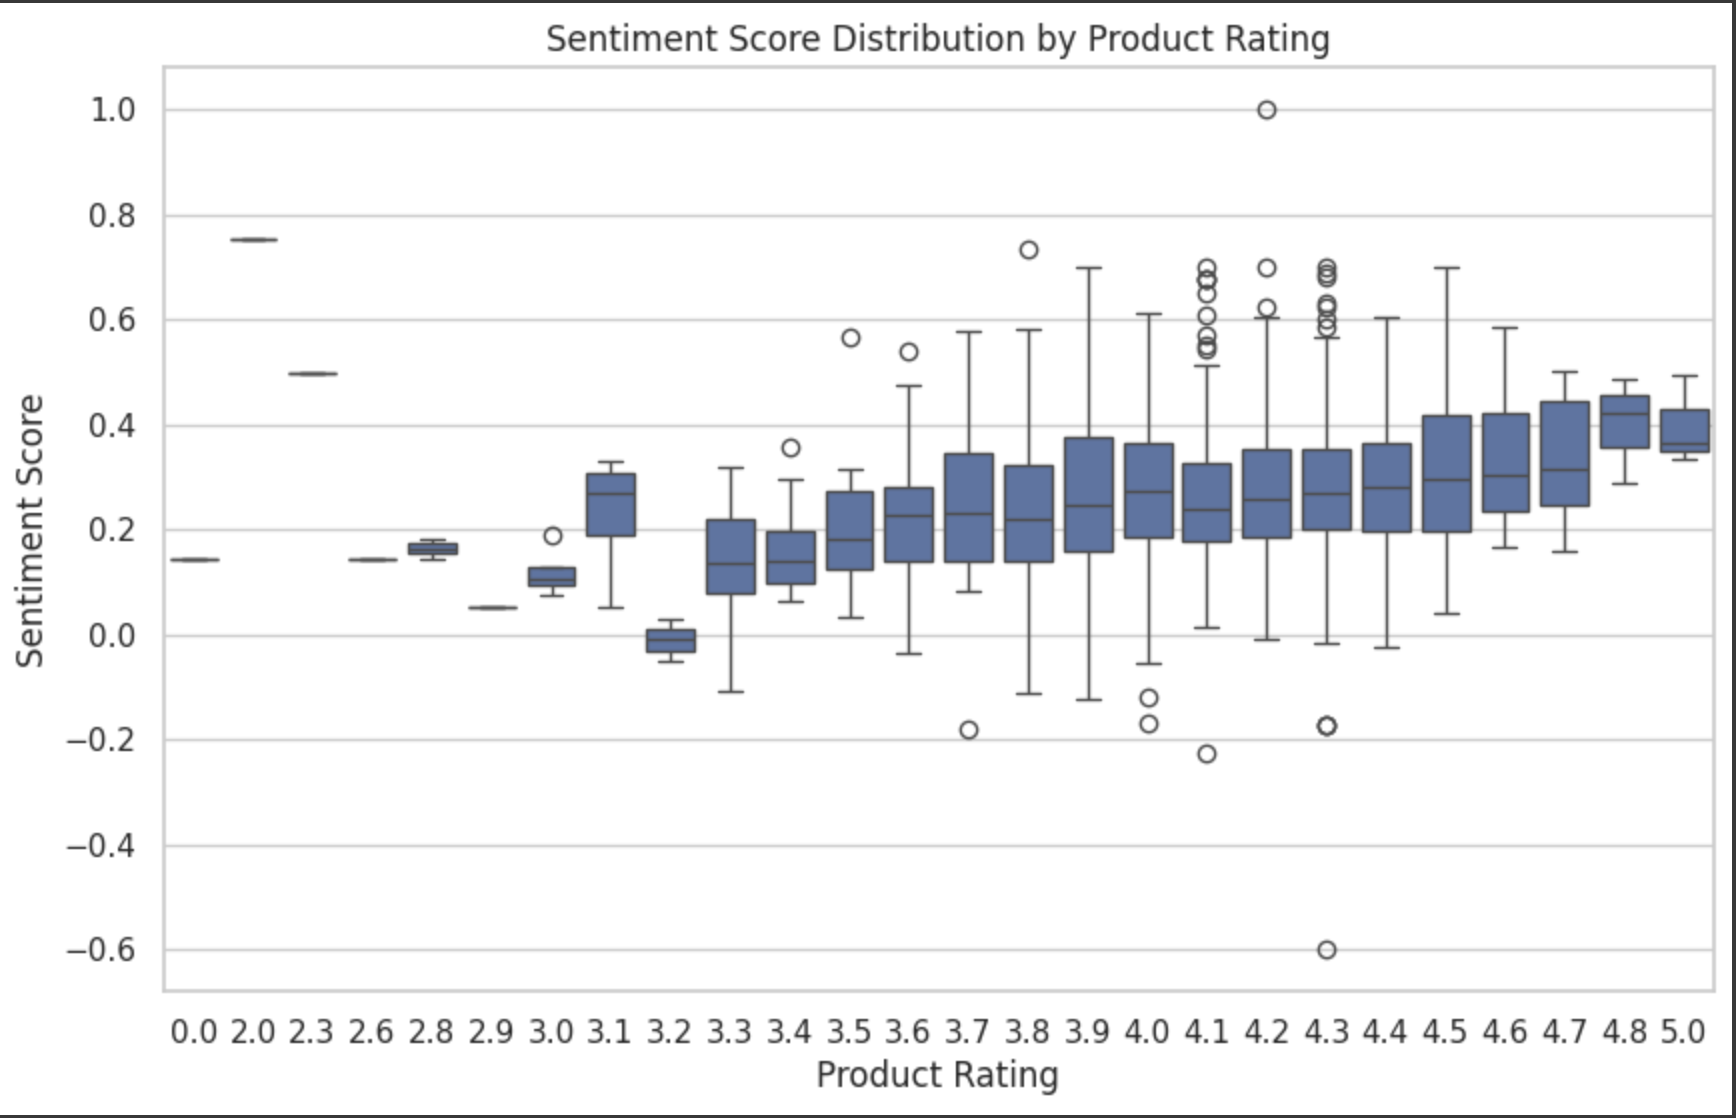 Sentiment Score Distribution by Product Rating
1.0
0.8
0.6
0.4
0.2
0.0
−0.2
−0.4
−0.6
Sentiment Score
0.0 2.0 2.3 2.6 2.8 2.9 3.0 3.1 3.2 3.3 3.4 3.5 3.6 3.7 3.8 3.9 4.0 4.1 4.2 4.3 4.4 4.5 4.6 4.7 4.8 5.0
Product Rating